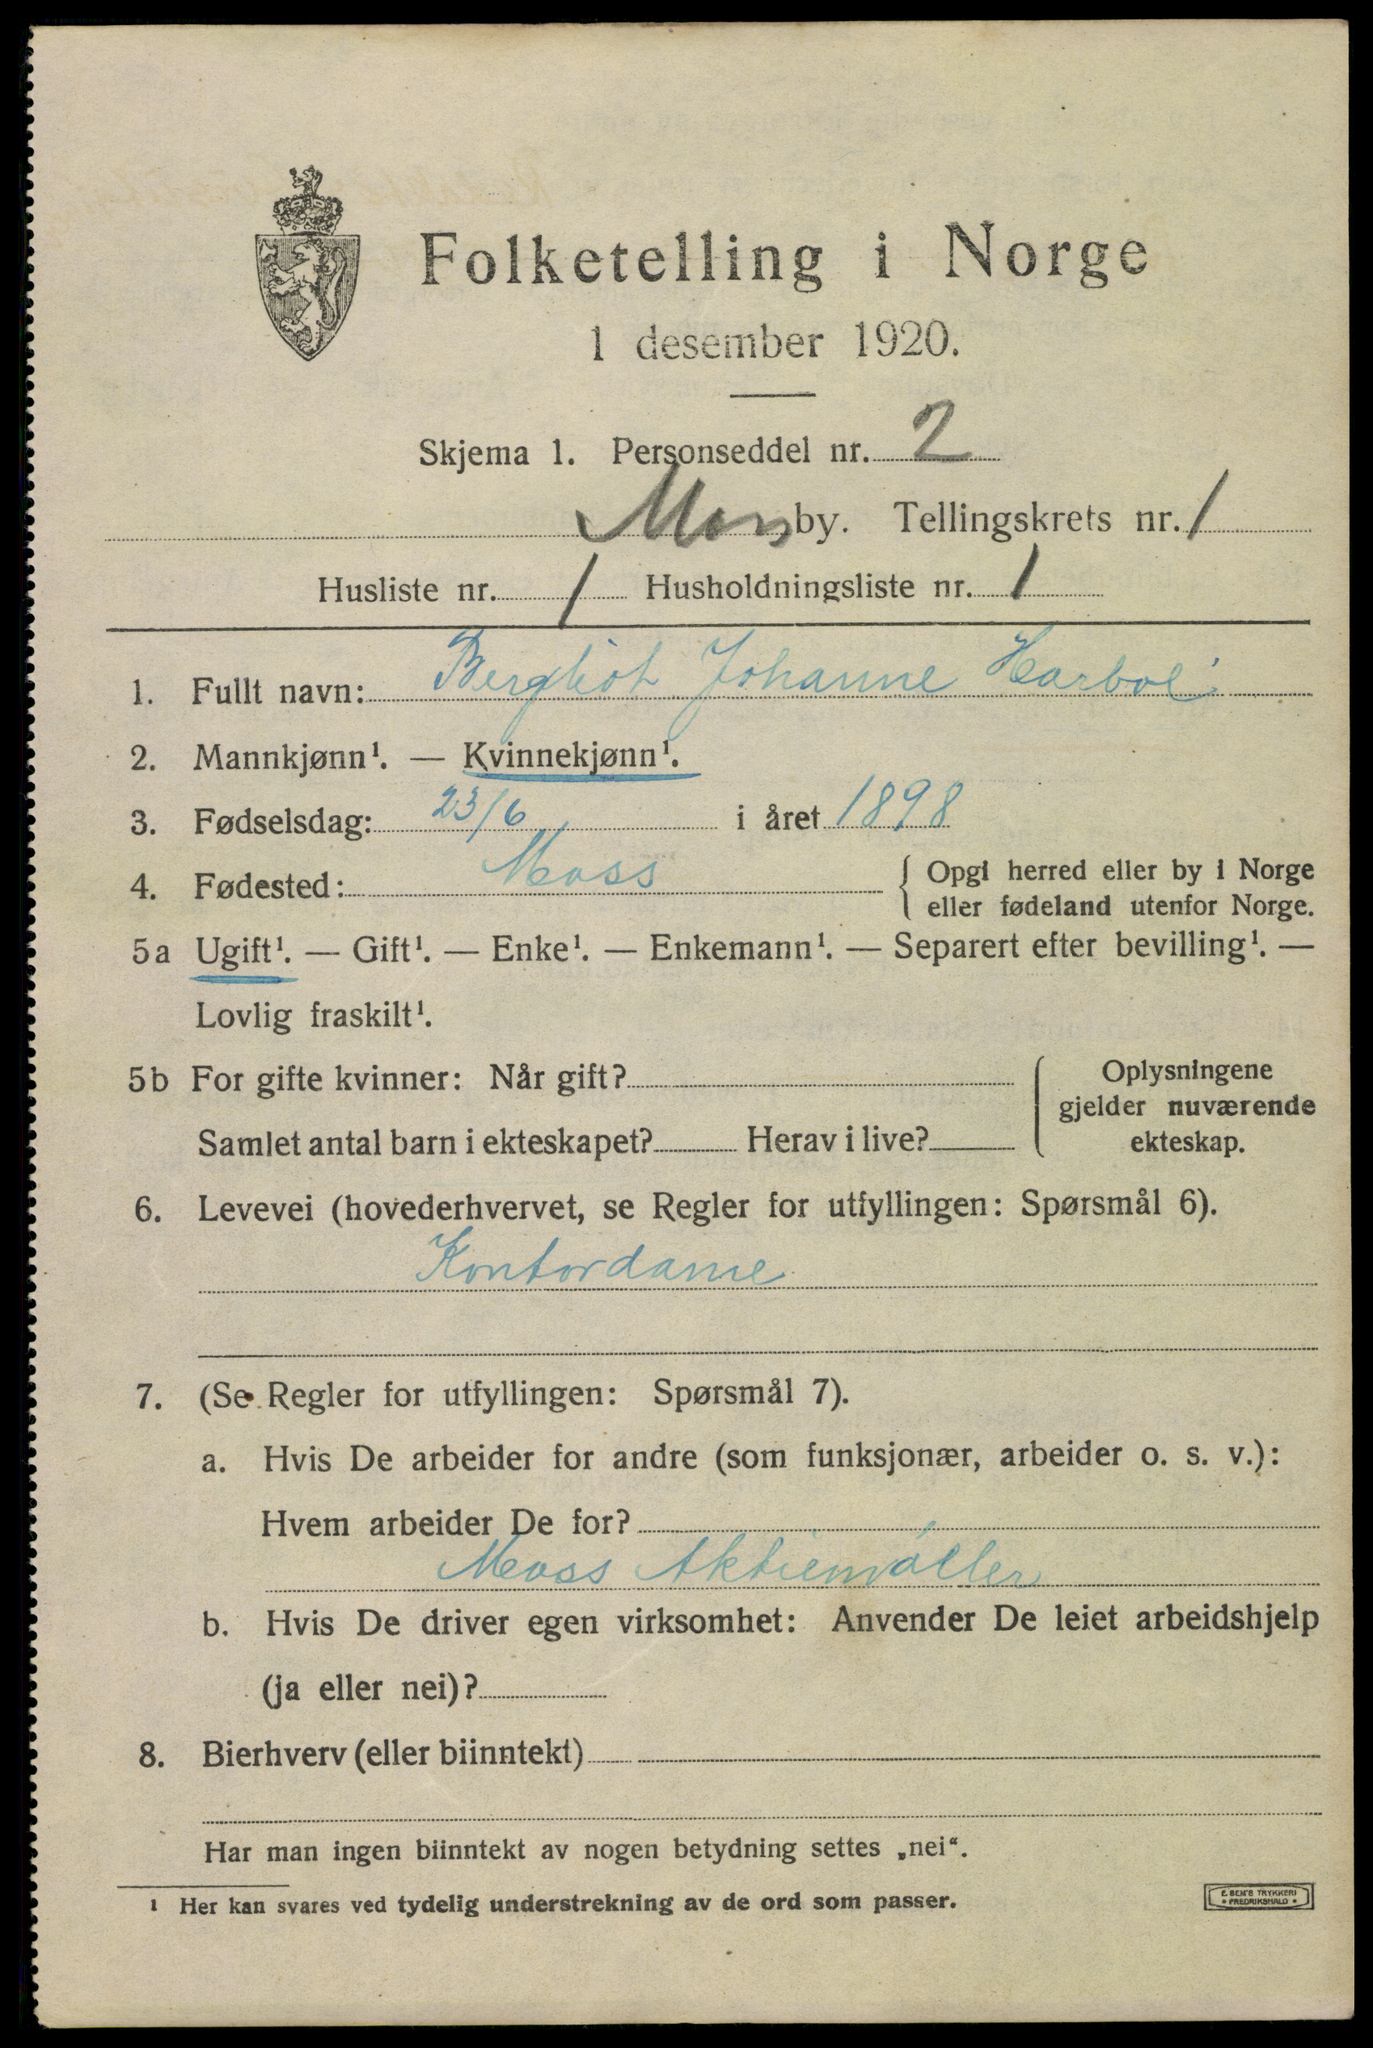 Folketelling i Norge
1 desember 1920.
Skjema 1. Personseddel nr. 2
Moss by. Tellingskrets nr. 1
Husliste nr. 1 Husholdningsliste nr. 1
1. Fullt navn: Bergliot Johanne Harboe
2. Mannkjønn¹. — Kvinnekjønn¹.
3. Fødselsdag: 23/6 i året 1898
4. Fødested: Moss { Opgi herred eller by i Norge
eller fødeland utenfor Norge.
5a Ugift¹. — Gift¹. — Enke¹. — Enkemann¹. — Separert efter bevilling¹. —
Lovlig fraskilt¹.
5b For gifte kvinner: Når gift? { Oplysningene
gjelder nuværende
Samlet antal barn i ekteskapet? Herav i live? ekteskap.
6. Levevei (hovederhvervet, se Regler for utfyllingen: Spørsmål 6).
Kontordame
7. (Se Regler for utfyllingen: Spørsmål 7).
a. Hvis De arbeider for andre (som funksjonær, arbeider o. s. v.):
Hvem arbeider De for?
Moss Aktiemøller
b. Hvis De driver egen virksomhet: Anvender De leiet arbeidshjelp
(ja eller nei)?
8. Bierhverv (eller biinntekt)
Har man ingen biinntekt av nogen betydning settes „nei“.
¹ Her kan svares ved tydelig understrekning av de ord som passer.
E. SEM'S TRYKKERI
* FREDRIKSHALD *